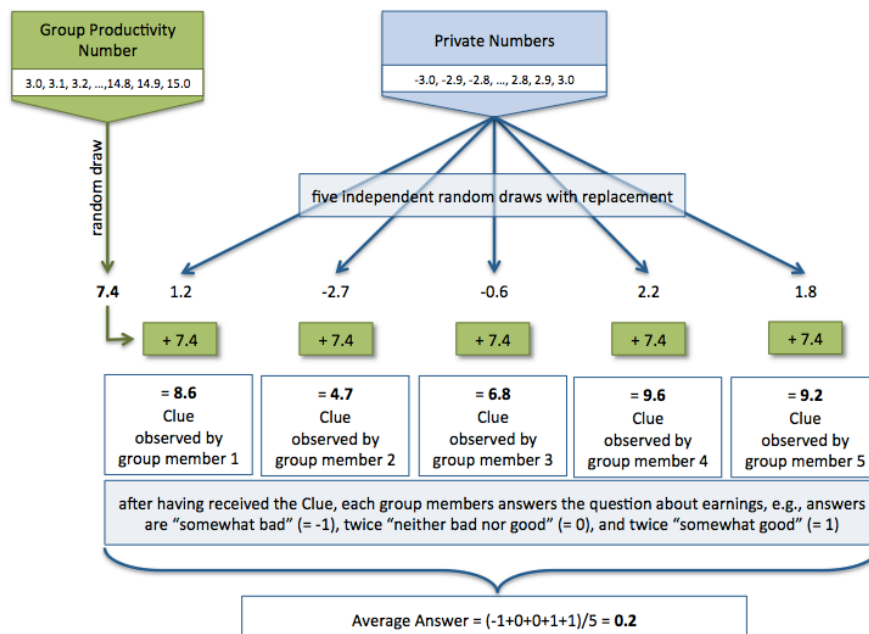 Group Productivity
Number
3.0, 3.1, 3.2, ...,14.8, 14.9, 15.0
Private Numbers
-3.0, -2.9, -2.8, ..., 2.8, 2.9, 3.0
random draw
five independent random draws with replacement
7.4 1.2 -2.7 -0.6 2.2 1.8
+ 7.4 + 7.4 + 7.4 + 7.4 + 7.4
= 8.6
Clue
observed by
group member 1
= 4.7
Clue
observed by
group member 2
= 6.8
Clue
observed by
group member 3
= 9.6
Clue
observed by
group member 4
= 9.2
Clue
observed by
group member 5
after having received the Clue, each group members answers the question about earnings, e.g., answers
are “somewhat bad” (= -1), twice “neither bad nor good” (= 0), and twice “somewhat good” (= 1)
Average Answer = (-1+0+0+1+1)/5 = 0.2